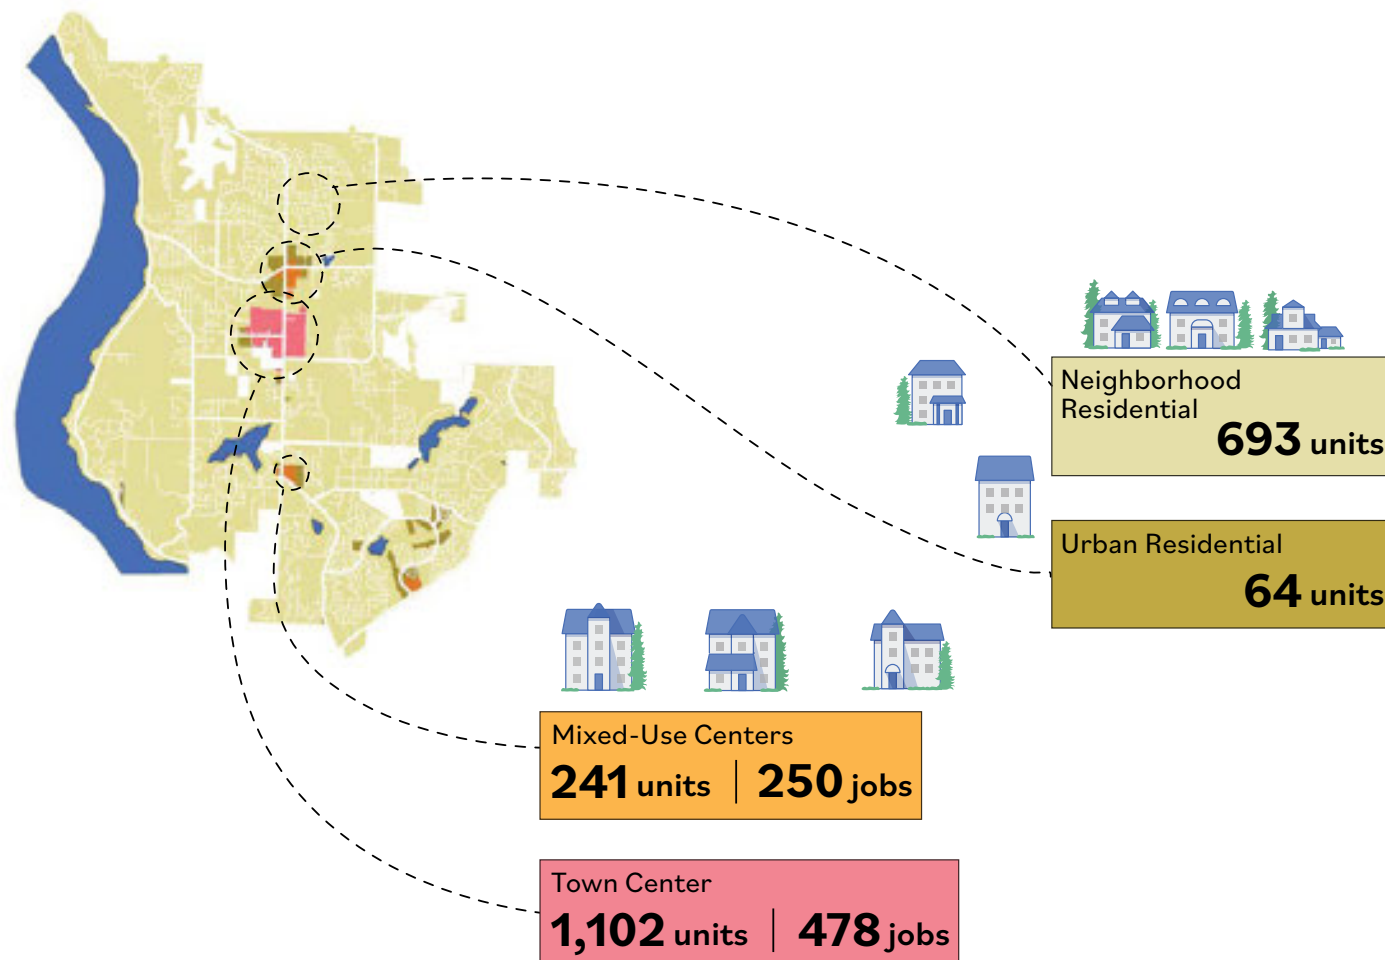 Neighborhood
Residential
693 units
Urban Residential
64 units
Mixed-Use Centers
241 units | 250 jobs
Town Center
1,102 units | 478 jobs